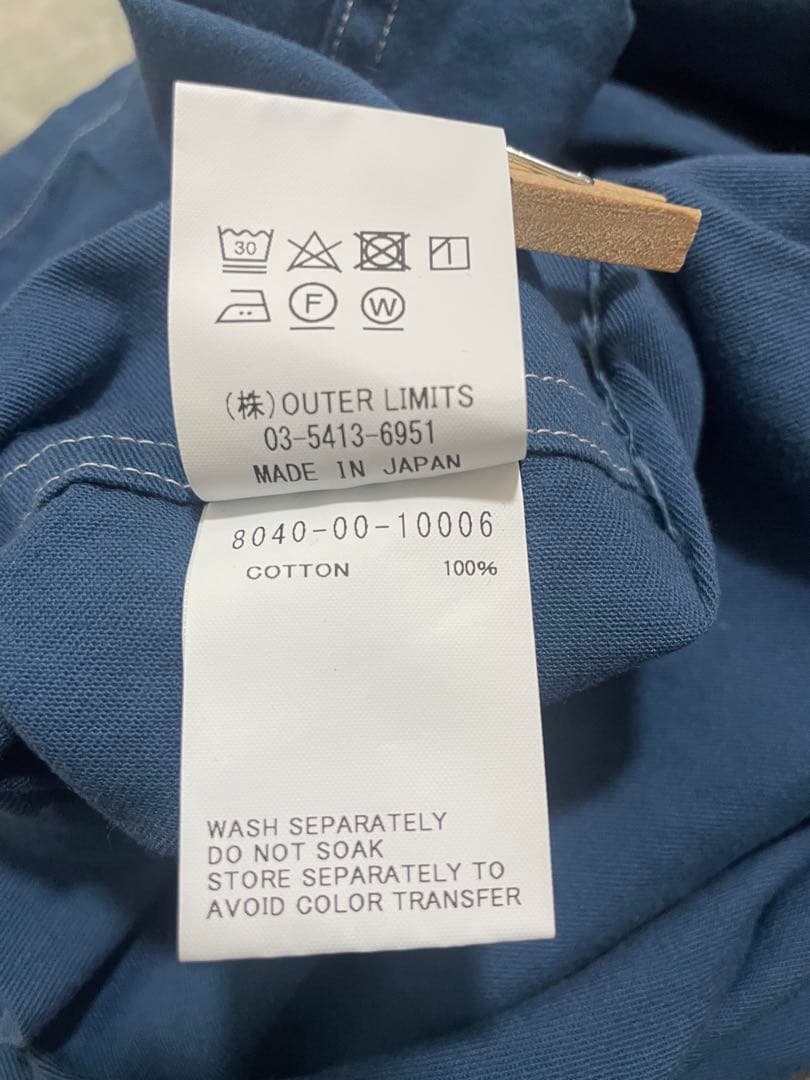 30
F W
(株)OUTER LIMITS
03-5413-6951
MADE IN JAPAN
8040-00-10006
COTTON 100%
WASH SEPARATELY
DO NOT SOAK
STORE SEPARATELY TO
AVOID COLOR TRANSFER